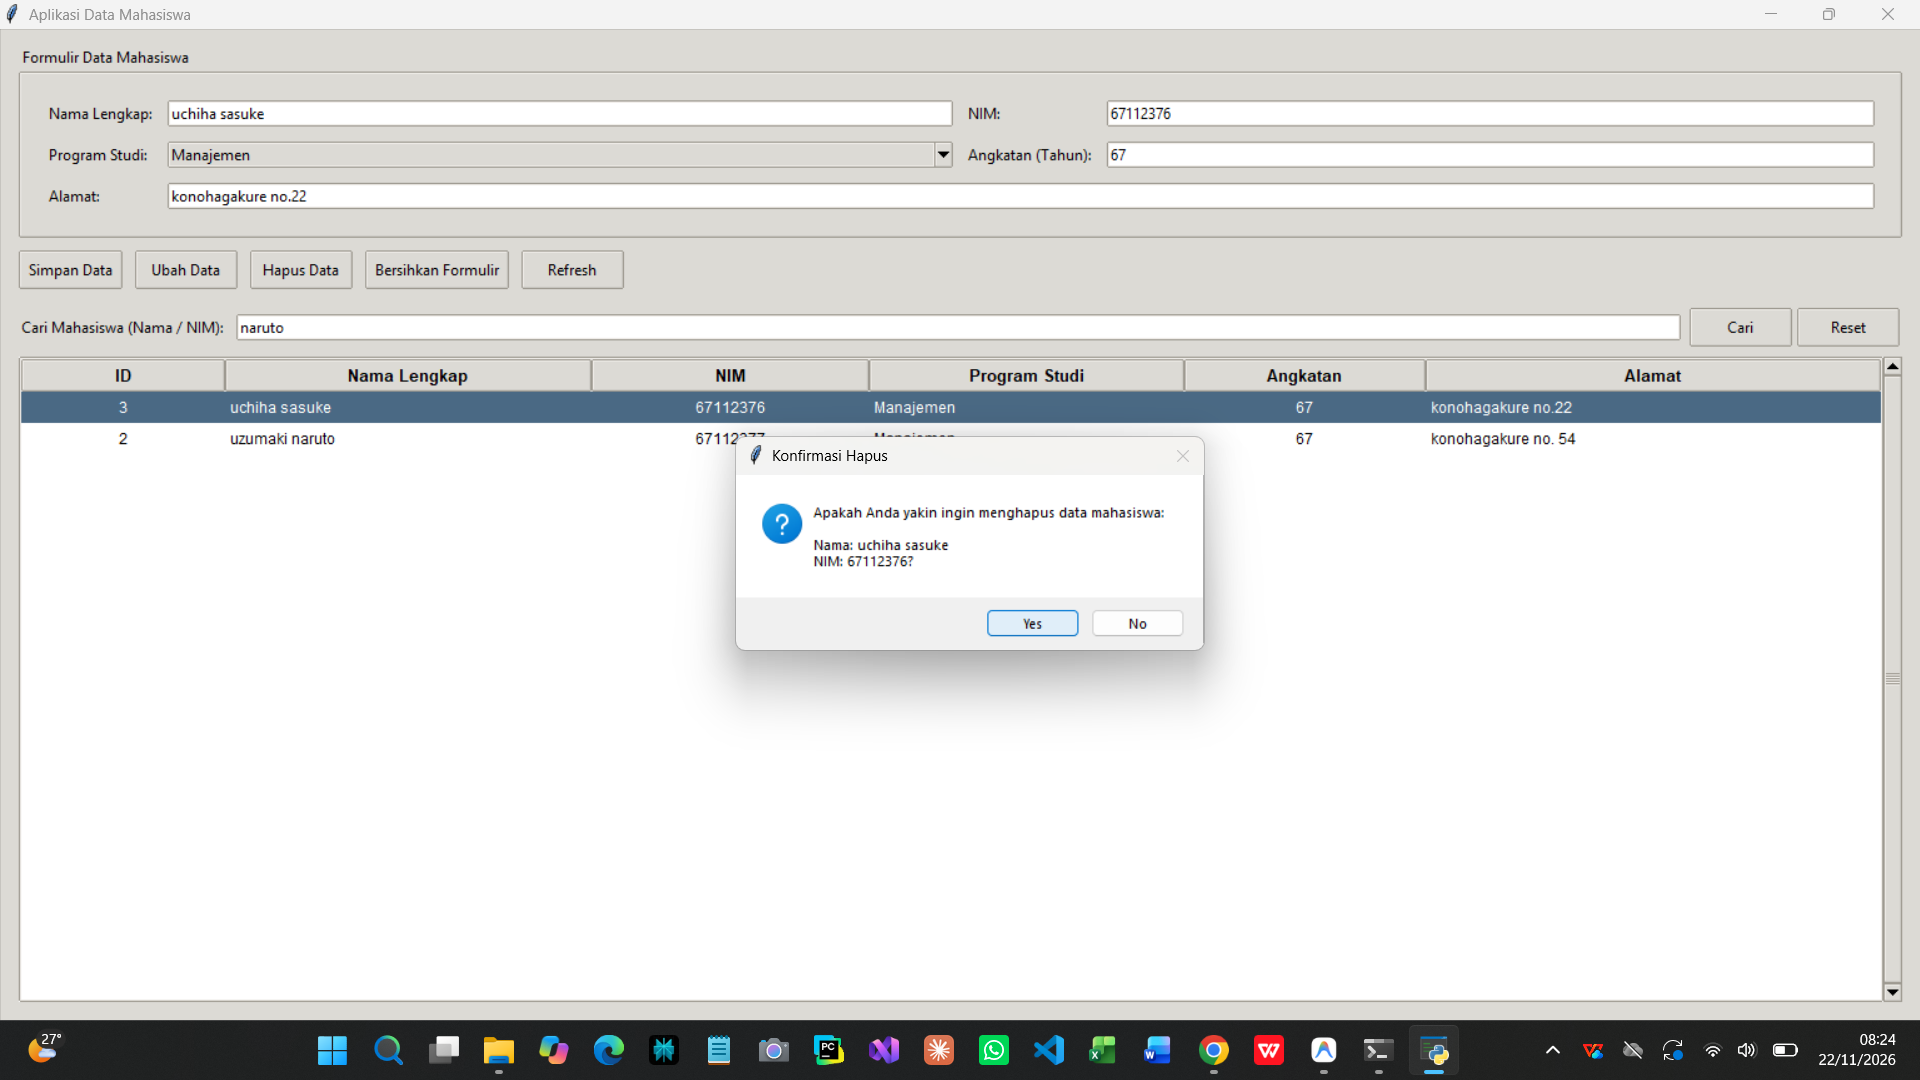 Aplikasi Data Mahasiswa
Formulir Data Mahasiswa
Nama Lengkap: uchiha sasuke NIM: 67112376
Program Studi: Manajemen Angkatan (Tahun): 67
Alamat: konohagakure no.22
Simpan Data Ubah Data Hapus Data Bersihkan Formulir Refresh
Cari Mahasiswa (Nama / NIM): naruto Cari Reset
ID Nama Lengkap NIM Program Studi Angkatan Alamat
3 uchiha sasuke 67112376 Manajemen 67 konohagakure no.22
2 uzumaki naruto 67 konohagakure no. 54
Konfirmasi Hapus
Apakah Anda yakin ingin menghapus data mahasiswa:
Nama: uchiha sasuke
NIM: 67112376?
Yes No
27°
08:24
22/11/2026